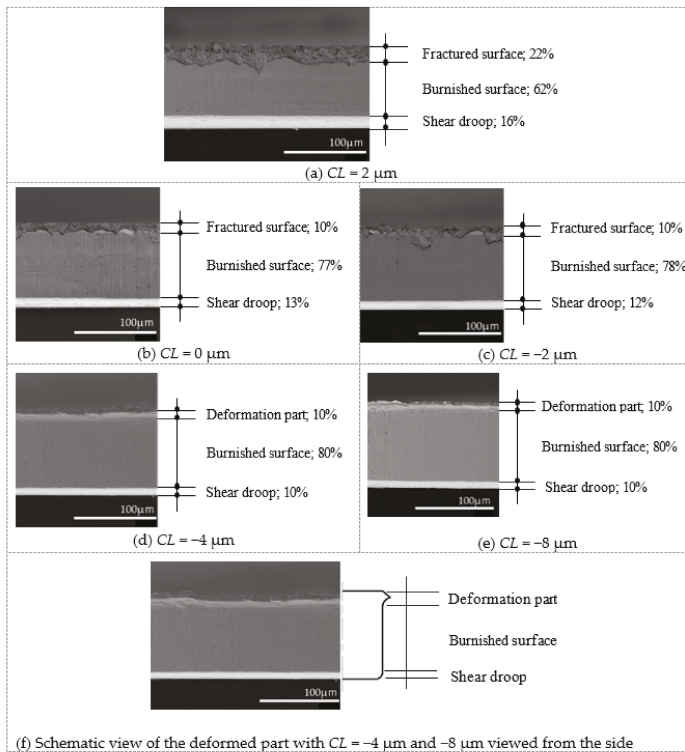 Fractured surface; 22%
Burnished surface; 62%
Shear droop; 16%
100μm
(a) CL = 2 μm
Fractured surface; 10%
Burnished surface; 77%
Shear droop; 13%
100μm
(b) CL = 0 μm
Fractured surface; 10%
Burnished surface; 78%
Shear droop; 12%
100μm
(c) CL = −2 μm
Deformation part; 10%
Burnished surface; 80%
Shear droop; 10%
100μm
(d) CL = −4 μm
Deformation part; 10%
Burnished surface; 80%
Shear droop; 10%
100μm
(e) CL = −8 μm
Deformation part
Burnished surface
Shear droop
100μm
(f) Schematic view of the deformed part with CL = −4 μm and −8 μm viewed from the side